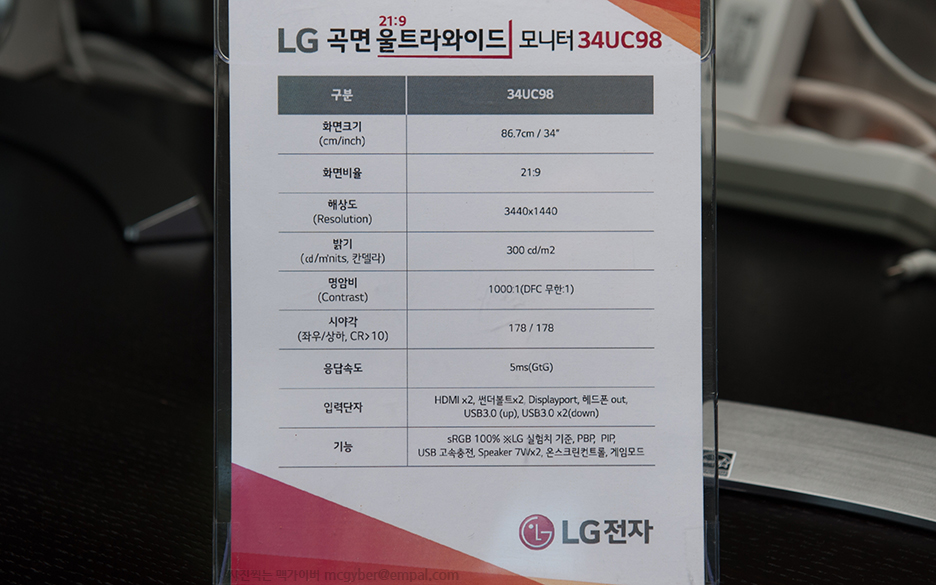 21:9
LG 곡면 울트라와이드 모니터 34UC98
구분 34UC98
화면크기
(cm/inch)
86.7cm / 34"
화면비율 21:9
해상도
(Resolution)
3440x1440
밝기
(cd/m²nits, 칸델라)
300 cd/m2
명암비
(Contrast)
1000:1(DFC 무한:1)
시야각
(좌우/상하, CR>10)
178 / 178
응답속도 5ms(GtG)
입력단자
HDMI x2, 썬더볼트x2, Displayport, 헤드폰 out,
USB3.0 (up), USB3.0 x2(down)
기능
sRGB 100% ※LG 실험치 기준, PBP, PIP,
USB 고속충전, Speaker 7W x2, 온스크린컨트롤, 게임모드
LG전자
맥가이버 mcgyber@empal.com